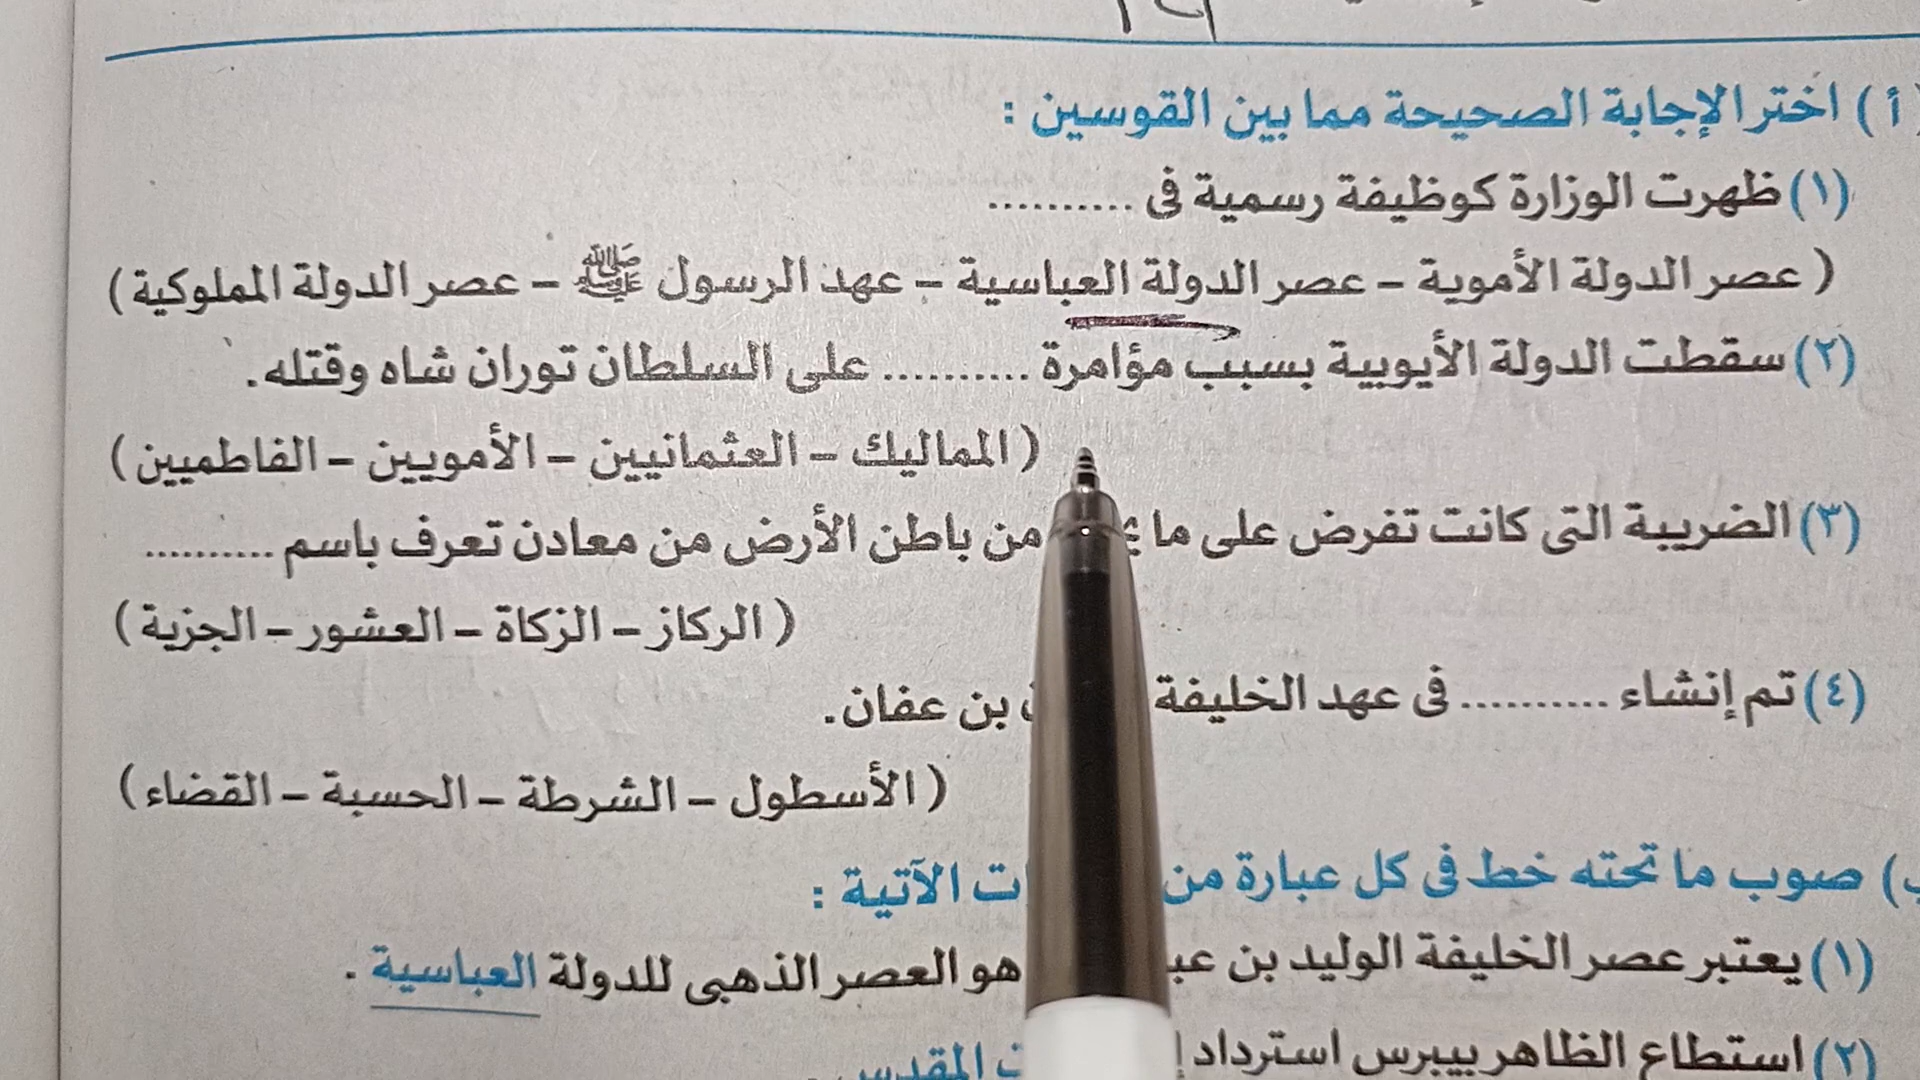 ( أ ) اختر الإجابة الصحيحة مما بين القوسين :
(١) ظهرت الوزارة كوظيفة رسمية فى ..........
( عصر الدولة الأموية – عصر الدولة العباسية – عهد الرسول ﷺ – عصر الدولة المملوكية )
(٢) سقطت الدولة الأيوبية بسبب مؤامرة .......... على السلطان توران شاه وقتله.
( المماليك – العثمانيين – الأمويين – الفاطميين )
(٣) الضريبة التى كانت تفرض على ما من باطن الأرض من معادن تعرف باسم ..........
( الركاز – الزكاة – العشور – الجزية )
(٤) تم إنشاء .......... فى عهد الخليفة بن عفان.
( الأسطول – الشرطة – الحسبة – القضاء )
) صوب ما تحته خط فى كل عبارة من الآتية :
(١) يعتبر عصر الخليفة الوليد بن هو العصر الذهبى للدولة العباسية .
(٢) استطاع الظاهر بيبرس استرداد المقدس .